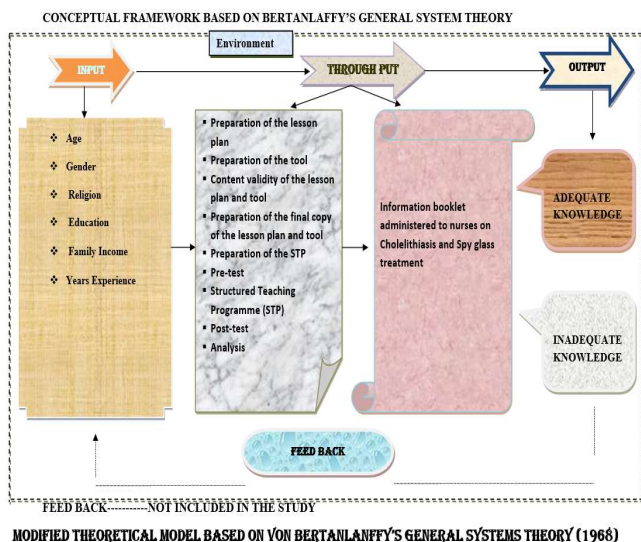 CONCEPTUAL FRAMEWORK BASED ON BERTANLAFFY'S GENERAL SYSTEM THEORY
Environment
INPUT
THROUGH PUT
OUTPUT
❖ Age
❖ Gender
❖ Religion
❖ Education
❖ Family Income
❖ Years Experience
▪ Preparation of the lesson
plan
▪ Preparation of the tool
▪ Content validity of the lesson
plan and tool
▪ Preparation of the final copy
of the lesson plan and tool
▪ Preparation of the STP
▪ Pre-test
▪ Structured Teaching
Programme (STP)
▪ Post-test
▪ Analysis
Information booklet
administered to nurses on
Cholelithiasis and Spy glass
treatment
ADEQUATE
KNOWLEDGE
INADEQUATE
KNOWLEDGE
FEED BACK
FEED BACK----------NOT INCLUDED IN THE STUDY
MODIFIED THEORETICAL MODEL BASED ON VON BERTANLANFFY'S GENERAL SYSTEMS THEORY (1968)